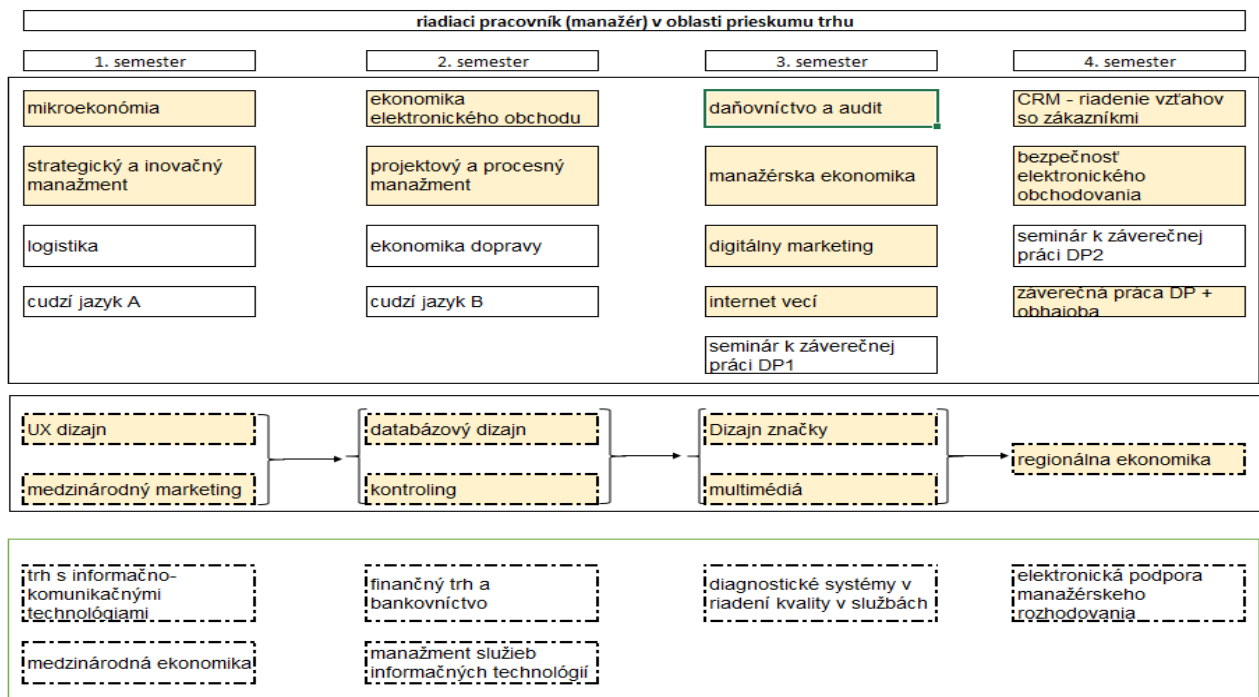 riadiaci pracovník (manažér) v oblasti prieskumu trhu
1. semester
2. semester
3. semester
4. semester
mikroekonómia
ekonomika
elektronického obchodu
daňovníctvo a audit
CRM - riadenie vzťahov
so zákazníkmi
strategický a inovačný
manažment
projektový a procesný
manažment
manažérska ekonomika
bezpečnosť
elektronického
obchodovania
logistika
ekonomika dopravy
digitálny marketing
seminár k záverečnej
práci DP2
cudzí jazyk A
cudzí jazyk B
internet vecí
záverečná práca DP +
obhajoba
seminár k záverečnej
práci DP1
UX dizajn
databázový dizajn
Dizajn značky
regionálna ekonomika
medzinárodný marketing
kontroling
multimédiá
trh s informačno-
komunikačnými
technológiami
finančný trh a
bankovníctvo
diagnostické systémy v
riadení kvality v službách
elektronická podpora
manažérskeho
rozhodovania
medzinárodná ekonomika
manažment služieb
informačných technológií